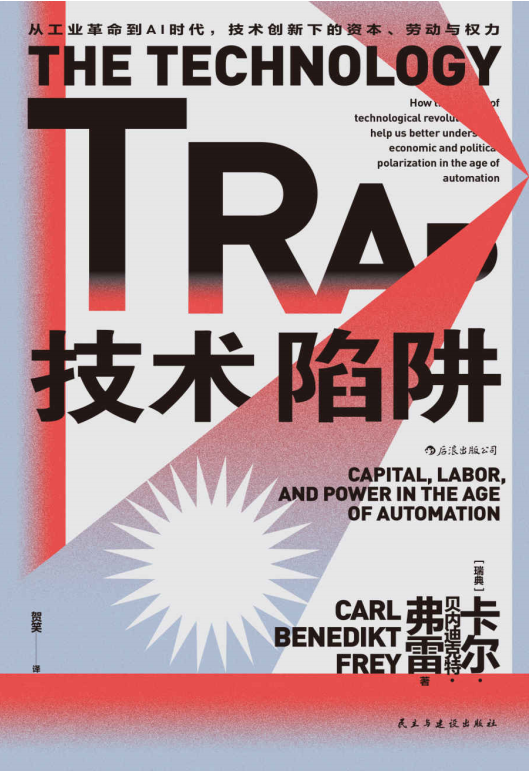 从工业革命到AI时代，技术创新下的资本、劳动与权力
THE TECHNOLOGY
TRAP
How of
technological
help us better
economic and
polarization in the age of
automation
技术陷阱
后浪出版公司
CAPITAL, LABOR,
AND POWER IN THE AGE
OF AUTOMATION
[瑞典]
卡尔·
贝内迪克特·
弗雷
著
CARL
BENEDIKT
FREY
贺笑
译
民主与建设出版社